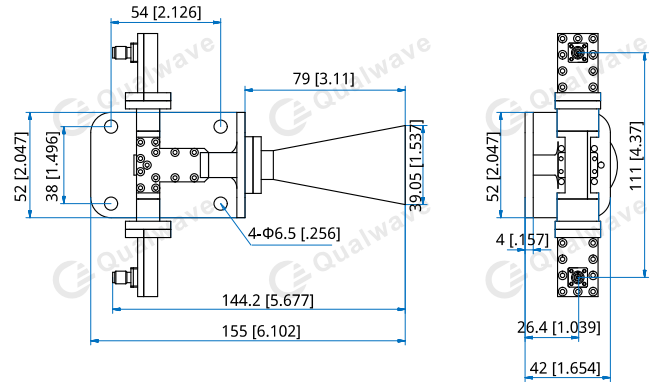 54 [2.126]
79 [3.11]
52 [2.047]
38 [1.496]
39.05 [1.537]
4-Φ6.5 [.256]
144.2 [5.677]
155 [6.102]
52 [2.047]
111 [4.37]
4 [.157]
26.4 [1.039]
42 [1.654]
Qualwave
Qualwave
Qualwave
Qualwave
Qualwave
Qualwave